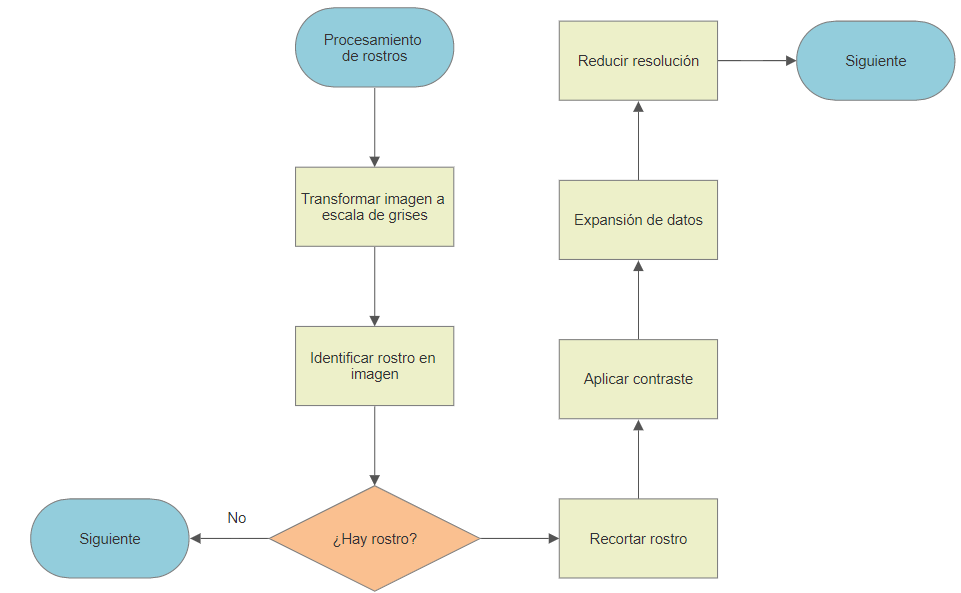 Procesamiento
de rostros
Transformar imagen a
escala de grises
Identificar rostro en
imagen
¿Hay rostro?
No
Siguiente
Recortar rostro
Aplicar contraste
Expansión de datos
Reducir resolución
Siguiente